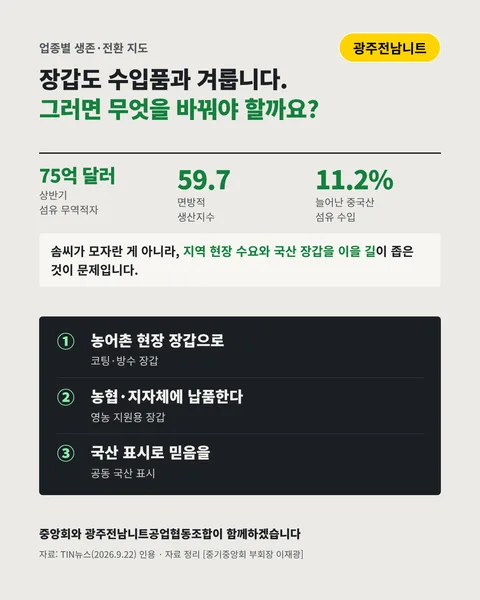 업종별 생존·전환 지도
광주전남니트
장갑도 수입품과 겨룹니다.
그러면 무엇을 바꿔야 할까요?
75억 달러
상반기
섬유 무역적자
59.7
면방적
생산지수
11.2%
늘어난 중국산
섬유 수입
솜씨가 모자란 게 아니라, 지역 현장 수요와 국산 장갑을 이을 길이 좁은
것이 문제입니다.
① 농어촌 현장 장갑으로
코팅·방수 장갑
② 농협·지자체에 납품한다
영농 지원용 장갑
③ 국산 표시로 믿음을
공동 국산 표시
중앙회와 광주전남니트공업협동조합이 함께하겠습니다
자료: TIN뉴스(2026.9.22) 인용 · 자료 정리 [중기중앙회 부회장 이재광]